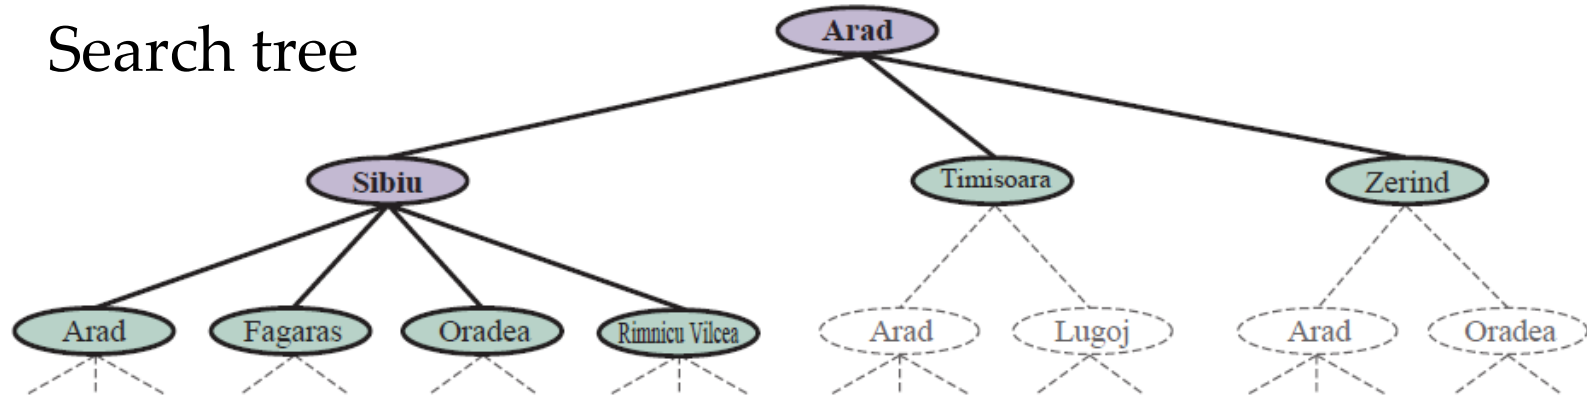 Search tree
Arad
Sibiu
Timisoara
Zerind
Arad
Fagaras
Oradea
Rimnicu Vilcea
Arad
Lugoj
Arad
Oradea